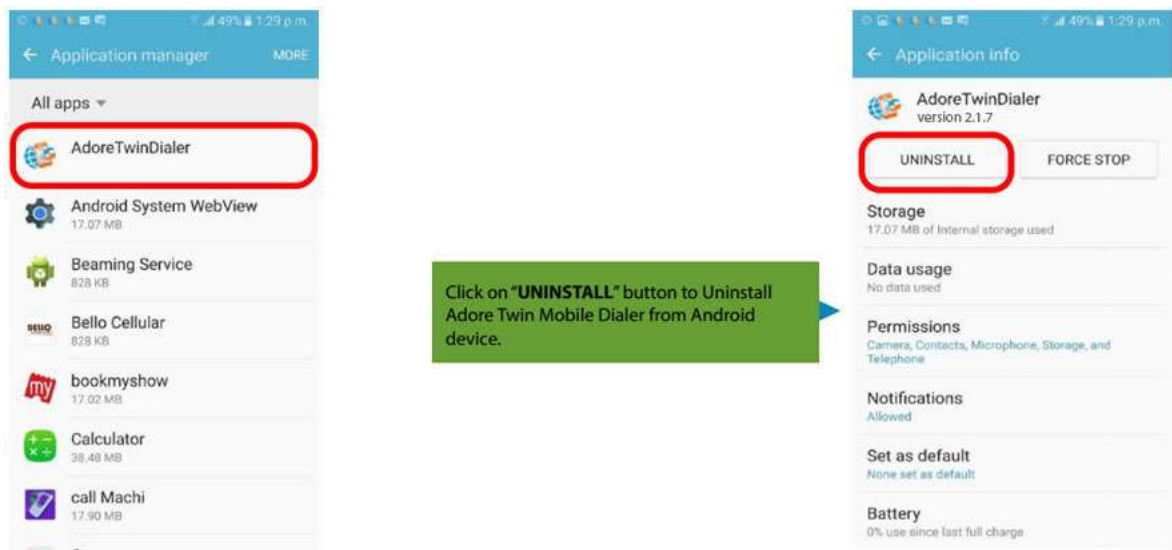 49% 1:29 p.m.
Application manager MORE
All apps
AdoreTwinDialer
Android System WebView
17.07 MB
Beaming Service
828 KB
BELLO
Bello Cellular
828 KB
my
bookmyshow
17.02 MB
Calculator
38.48 MB
call Machi
17.90 MB
Click on "UNINSTALL" button to Uninstall
Adore Twin Mobile Dialer from Android
device.
49% 1:29 p.m.
Application info
AdoreTwinDialer
version 2.1.7
UNINSTALL FORCE STOP
Storage
17.07 MB of Internal storage used
Data usage
No data used
Permissions
Camera, Contacts, Microphone, Storage, and
Telephone
Notifications
Allowed
Set as default
None set as default
Battery
0% use since last full charge